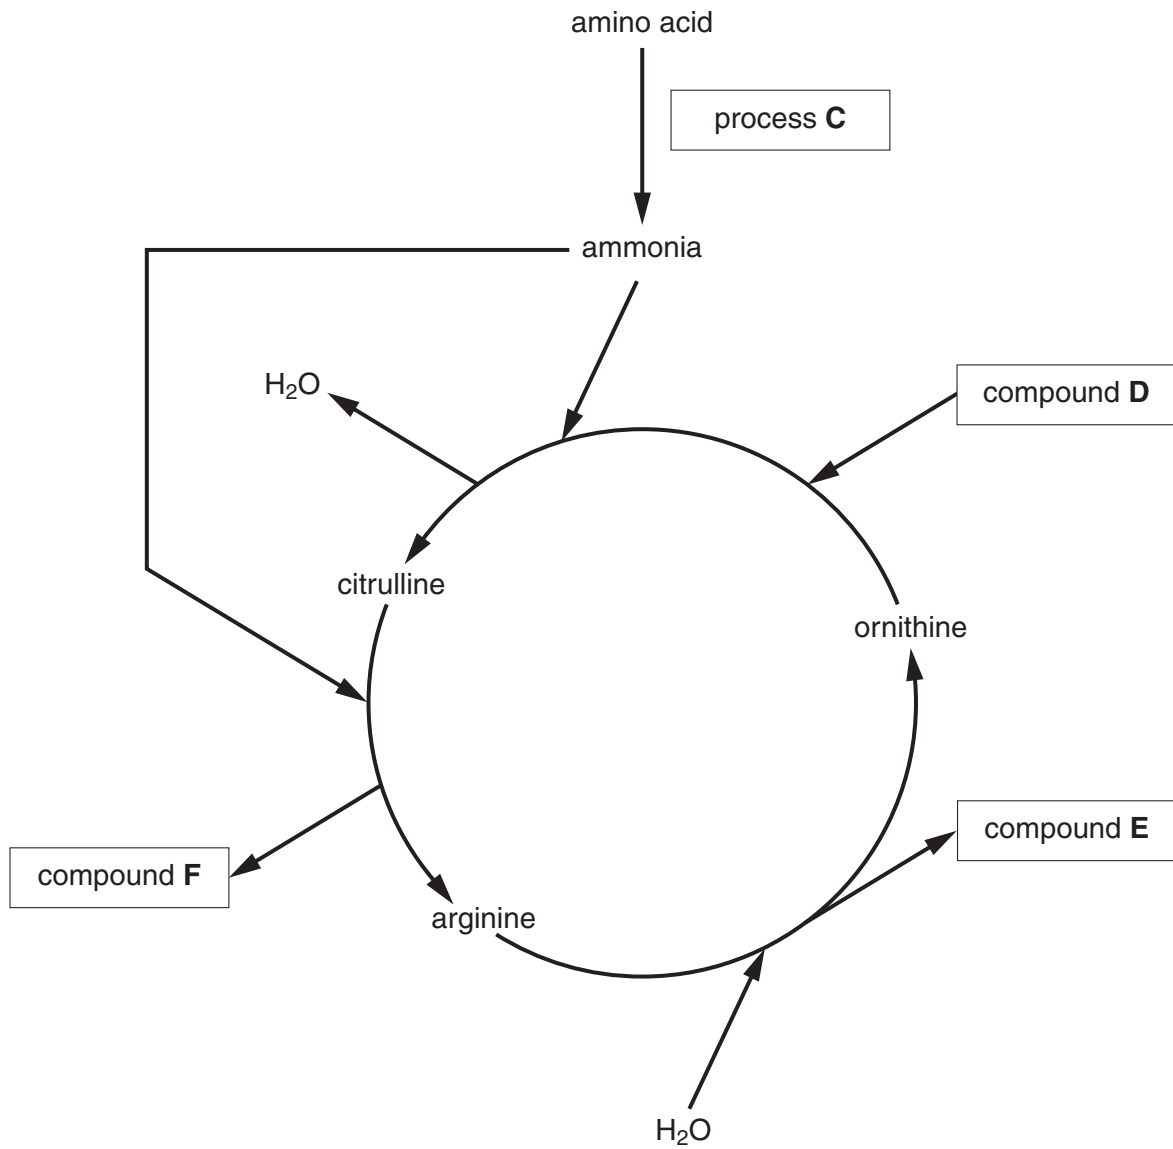 amino acid
process C
ammonia
H₂O
compound D
citrulline
ornithine
compound E
compound F
arginine
H₂O